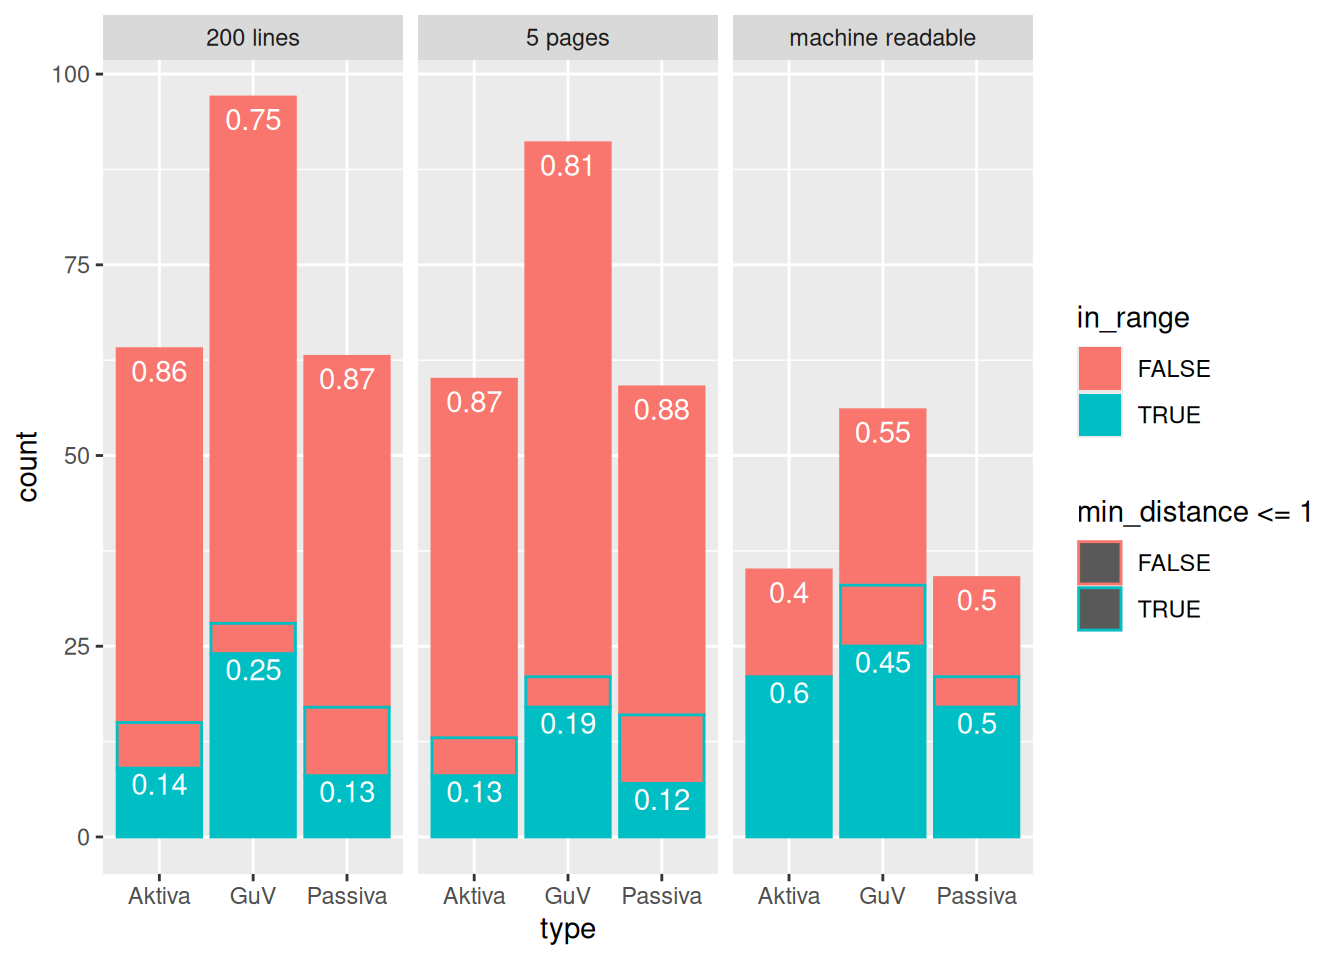 200 lines
5 pages
machine readable
100
75
50
25
0
count
0.86
0.14
0.75
0.25
0.87
0.13
0.87
0.13
0.81
0.19
0.88
0.12
0.4
0.6
0.55
0.45
0.5
0.5
Aktiva
GuV
Passiva
Aktiva
GuV
Passiva
Aktiva
GuV
Passiva
type
in_range
FALSE
TRUE
min_distance <= 1
FALSE
TRUE